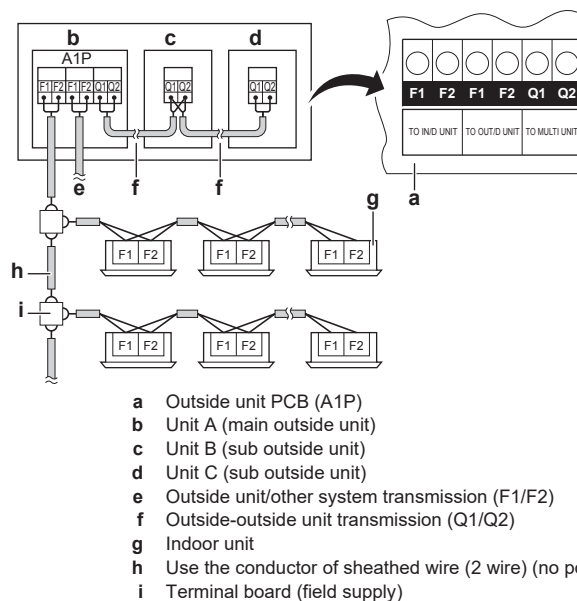 b c d
A1P
F1 F2 F1 F2 Q1 Q2 Q1 Q2 Q1 Q2
F1 F2 F1 F2 Q1 Q2
TO IN/D UNIT TO OUT/D UNIT TO MULTI UNIT
a
e f f
g
F1 F2 F1 F2 F1 F2
h
i
F1 F2 F1 F2 F1 F2
a Outside unit PCB (A1P)
b Unit A (main outside unit)
c Unit B (sub outside unit)
d Unit C (sub outside unit)
e Outside unit/other system transmission (F1/F2)
f Outside-outside unit transmission (Q1/Q2)
g Indoor unit
h Use the conductor of sheathed wire (2 wire) (no
i Terminal board (field supply)